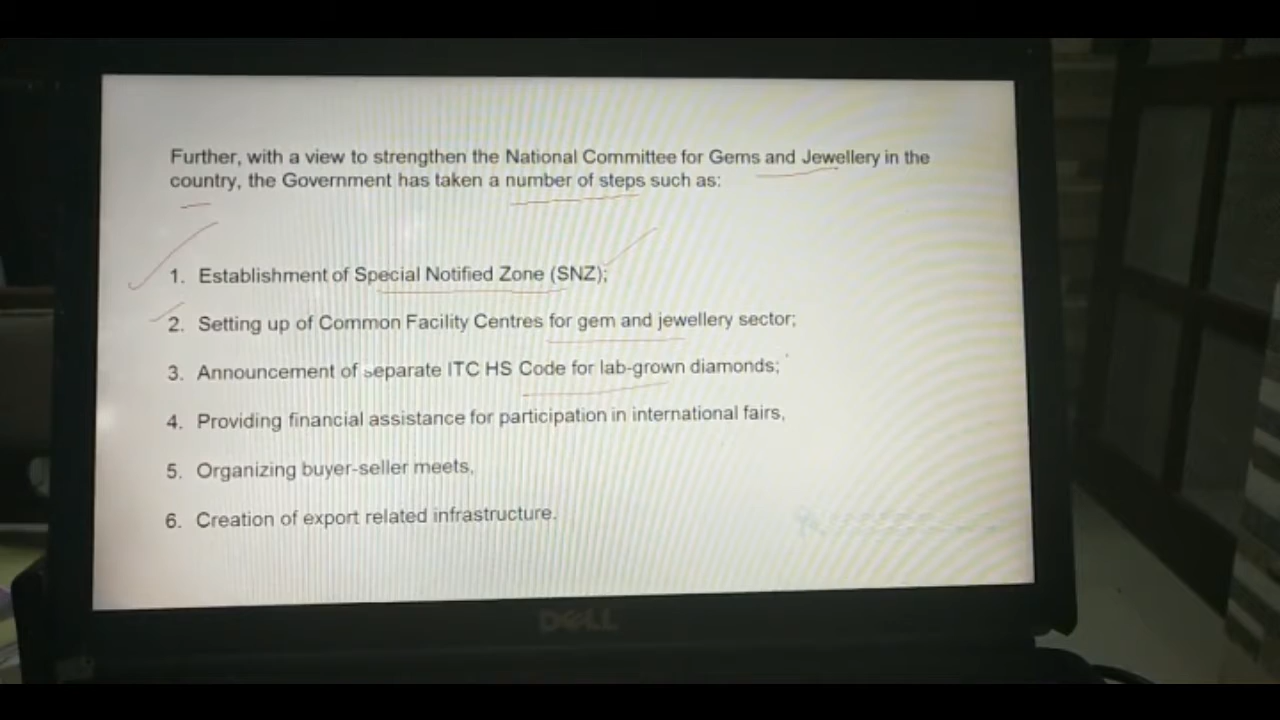 Further, with a view to strengthen the National Committee for Gems and Jewellery in the
country, the Government has taken a number of steps such as:
1. Establishment of Special Notified Zone (SNZ);
2. Setting up of Common Facility Centres for gem and jewellery sector;
3. Announcement of separate ITC HS Code for lab-grown diamonds;
4. Providing financial assistance for participation in international fairs,
5. Organizing buyer-seller meets,
6. Creation of export related infrastructure.
DELL